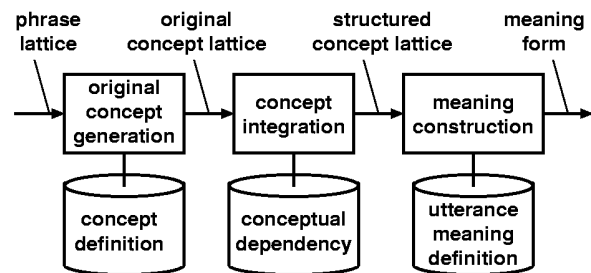 phrase
lattice
original
concept lattice
structured
concept lattice
meaning
form
original
concept
generation
concept
integration
meaning
construction
concept
definition
conceptual
dependency
utterance
meaning
definition